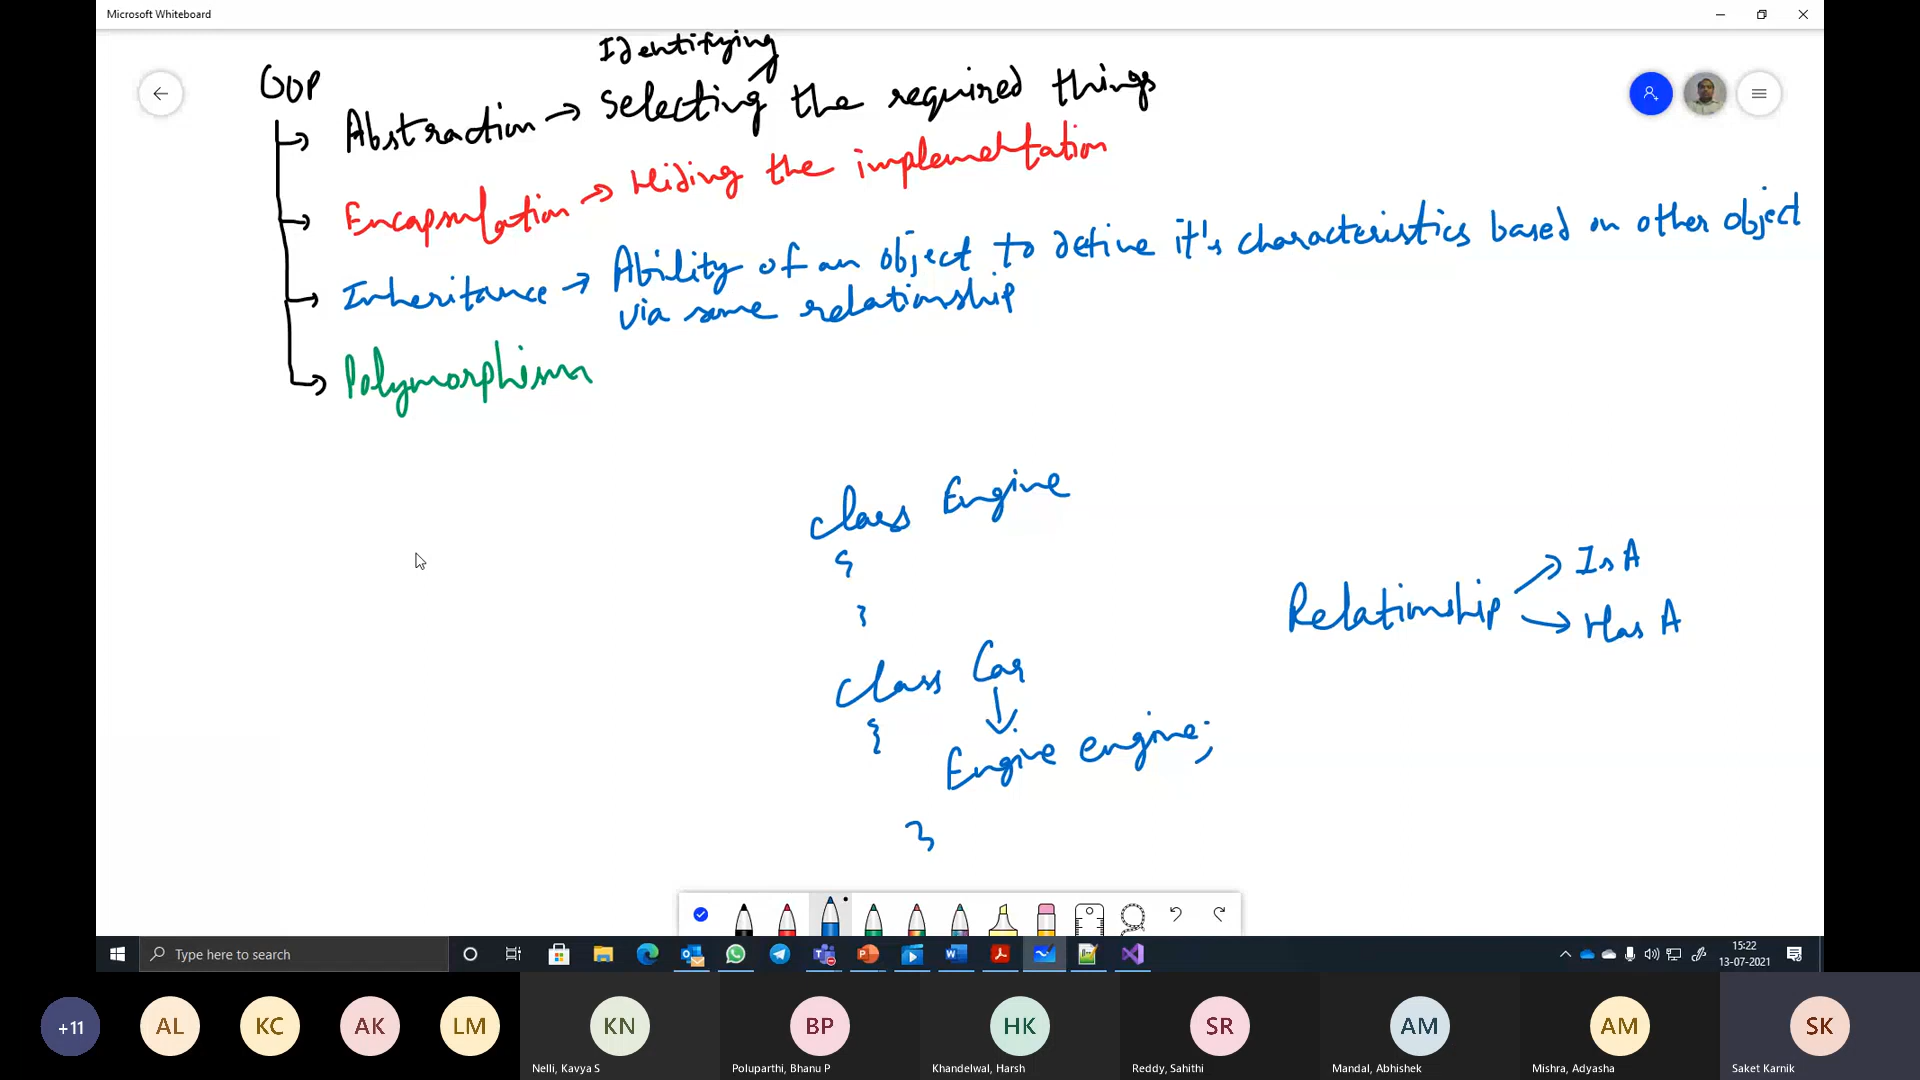 Microsoft Whiteboard
OOP
Identifying
Abstraction → Selecting the required things
Encapsulation → Hiding the implementation
Inheritance → Ability of an object to define it's characteristics based on other object
via some relationship
Polymorphism
class Engine
{
}
class Car
{
Engine engine;
}
Relationship → Is A
→ Has A
Type here to search
15:22
13-07-2021
+11
AL
KC
AK
LM
KN
BP
HK
SR
AM
AM
SK
Nelli, Kavya S
Poluparthi, Bhanu P
Khandelwal, Harsh
Reddy, Sahithi
Mandal, Abhishek
Mishra, Adyasha
Saket Karnik